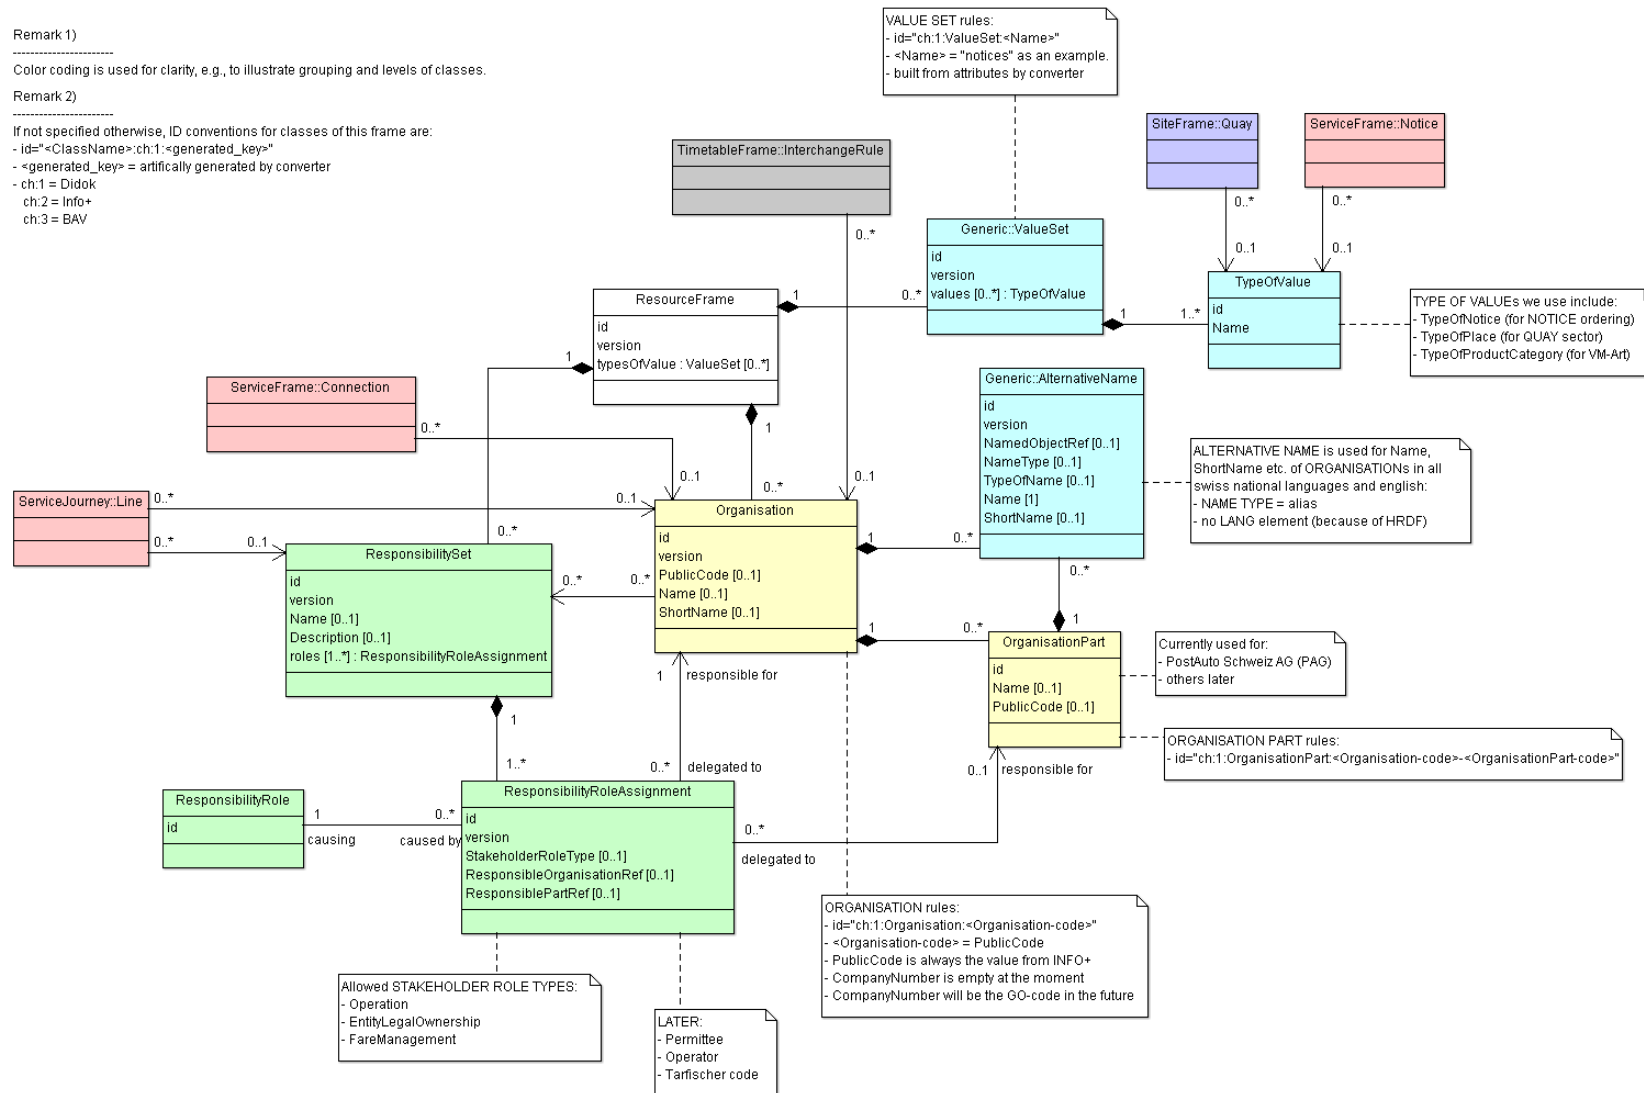 Remark 1)
-----------------------
Color coding is used for clarity, e.g., to illustrate grouping and levels of classes.
Remark 2)
-----------------------
If not specified otherwise, ID conventions for classes of this frame are:
- id="<ClassName>:ch:1:<generated_key>"
- <generated_key> = artifically generated by converter
- ch:1 = Didok
ch:2 = Info+
ch:3 = BAV
VALUE SET rules:
- id="ch:1:ValueSet:<Name>"
- <Name> = "notices" as an example.
- built from attributes by converter
SiteFrame::Quay
0..*
0..1
ServiceFrame::Notice
0..*
0..1
TimetableFrame::InterchangeRule
0..*
0..1
Generic::ValueSet
id
version
values [0..*] : TypeOfValue
1
1..*
TypeOfValue
id
Name
TYPE OF VALUEs we use include:
- TypeOfNotice (for NOTICE ordering)
- TypeOfPlace (for QUAY sector)
- TypeOfProductCategory (for VM-Art)
ResourceFrame
id
version
typesOfValue : ValueSet [0..*]
1
0..*
1
0..*
1
0..*
ServiceFrame::Connection
0..*
0..1
Generic::AlternativeName
id
version
NamedObjectRef [0..1]
NameType [0..1]
TypeOfName [0..1]
Name [1]
ShortName [0..1]
ALTERNATIVE NAME is used for Name,
ShortName etc. of ORGANISATIONs in all
swiss national languages and english:
- NAME TYPE = alias
- no LANG element (because of HRDF)
ServiceJourney::Line
0..*
0..1
0..*
0..1
Organisation
id
version
PublicCode [0..1]
Name [0..1]
ShortName [0..1]
1
0..*
1
0..*
0..*
0..*
0..*
1
ResponsibilitySet
id
version
Name [0..1]
Description [0..1]
roles [1..*] : ResponsibilityRoleAssignment
1
1..*
OrganisationPart
id
Name [0..1]
PublicCode [0..1]
Currently used for:
- PostAuto Schweiz AG (PAG)
- others later
ORGANISATION PART rules:
- id="ch:1:OrganisationPart:<Organisation-code>-<OrganisationPart-code>"
1
responsible for
0..*
delegated to
0..1
responsible for
0..*
delegated to
ResponsibilityRole
id
1
causing
0..*
caused by
ResponsibilityRoleAssignment
id
version
StakeholderRoleType [0..1]
ResponsibleOrganisationRef [0..1]
ResponsiblePartRef [0..1]
ORGANISATION rules:
- id="ch:1:Organisation:<Organisation-code>"
- <Organisation-code> = PublicCode
- PublicCode is always the value from INFO+
- CompanyNumber is empty at the moment
- CompanyNumber will be the GO-code in the future
Allowed STAKEHOLDER ROLE TYPES:
- Operation
- EntityLegalOwnership
- FareManagement
LATER:
- Permittee
- Operator
- Tarfischer code